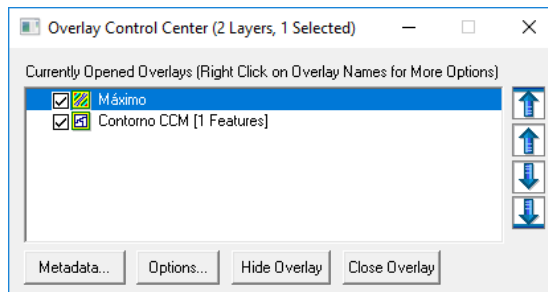 Overlay Control Center (2 Layers, 1 Selected)
Currently Opened Overlays (Right Click on Overlay Names for More Options)
Máximo
Contorno CCM [1 Features]
Metadata... Options... Hide Overlay Close Overlay